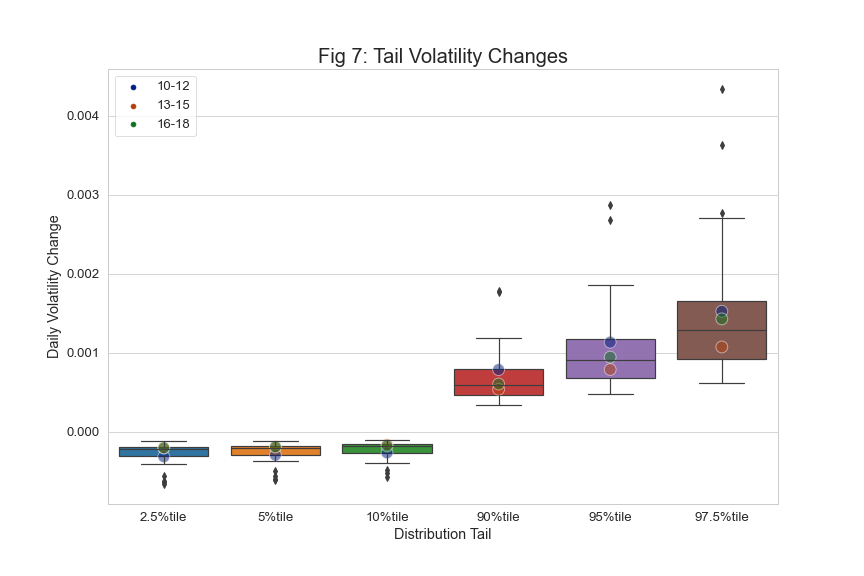 Fig 7: Tail Volatility Changes
10-12
13-15
16-18
0.004
0.003
0.002
0.001
0.000
Daily Volatility Change
2.5%tile 5%tile 10%tile 90%tile 95%tile 97.5%tile
Distribution Tail